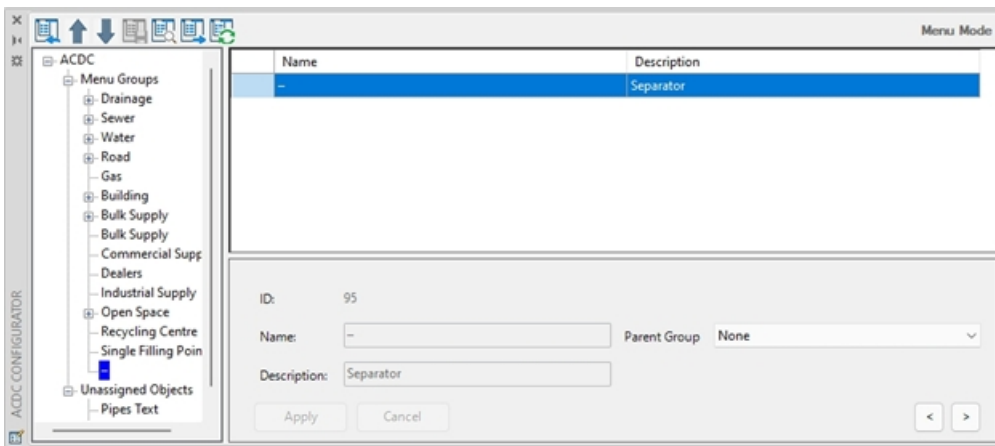 Menu Mode
ACDC
Menu Groups
Drainage
Sewer
Water
Road
Gas
Building
Bulk Supply
Bulk Supply
Commercial Supp
Dealers
Industrial Supply
Open Space
Recycling Centre
Single Filling Poin
–
Unassigned Objects
Pipes Text
Name Description
– Separator
ID: 95
Name: – Parent Group None
Description: Separator
Apply Cancel < >
ACDC CONFIGURATOR